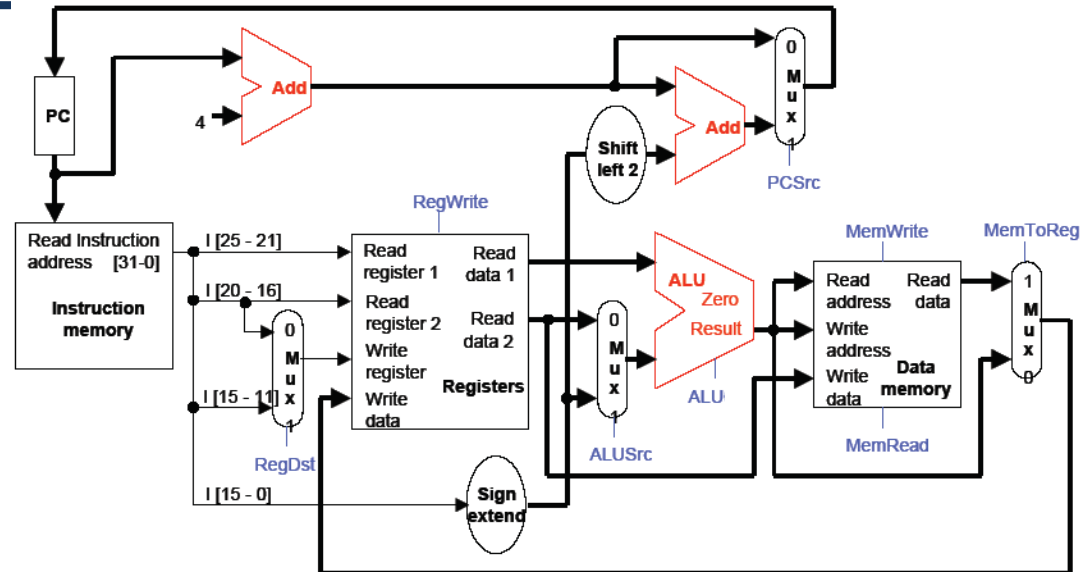 0
M
u
x
1
Add
PC
4
Add
Shift
left 2
PCSrc
RegWrite
Read Instruction
address [31-0]
Instruction
memory
I [25 - 21]
I [20 - 16]
I [15 - 11]
I [15 - 0]
0
M
u
x
1
RegDst
Read
register 1
Read
register 2
Write
register
Write
data
Read
data 1
Read
data 2
Registers
Sign
extend
0
M
u
x
1
ALUSrc
ALU
Zero
Result
ALU
MemWrite
Read
address
Write
address
Write
data
Read
data
Data
memory
MemRead
MemToReg
1
M
u
x
0